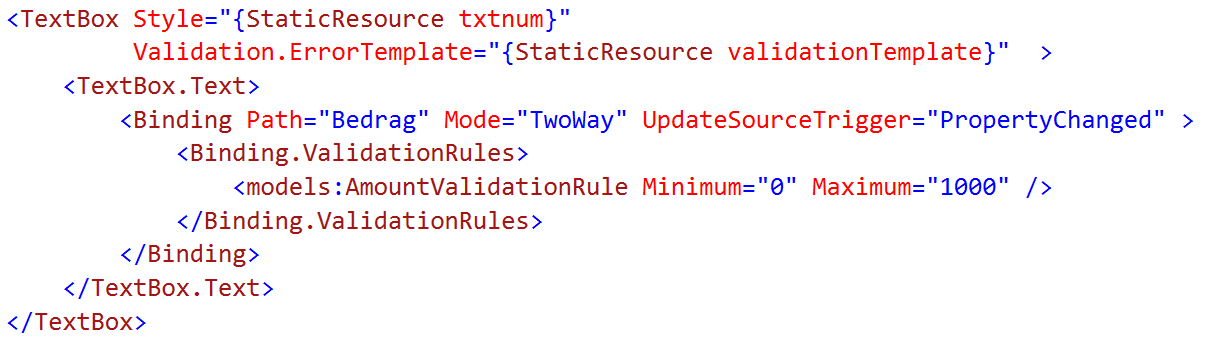 <TextBox Style="{StaticResource txtnum}"
         Validation.ErrorTemplate="{StaticResource validationTemplate}"  >
    <TextBox.Text>
        <Binding Path="Bedrag" Mode="TwoWay" UpdateSourceTrigger="PropertyChanged" >
            <Binding.ValidationRules>
                <models:AmountValidationRule Minimum="0" Maximum="1000" />
            </Binding.ValidationRules>
        </Binding>
    </TextBox.Text>
</TextBox>